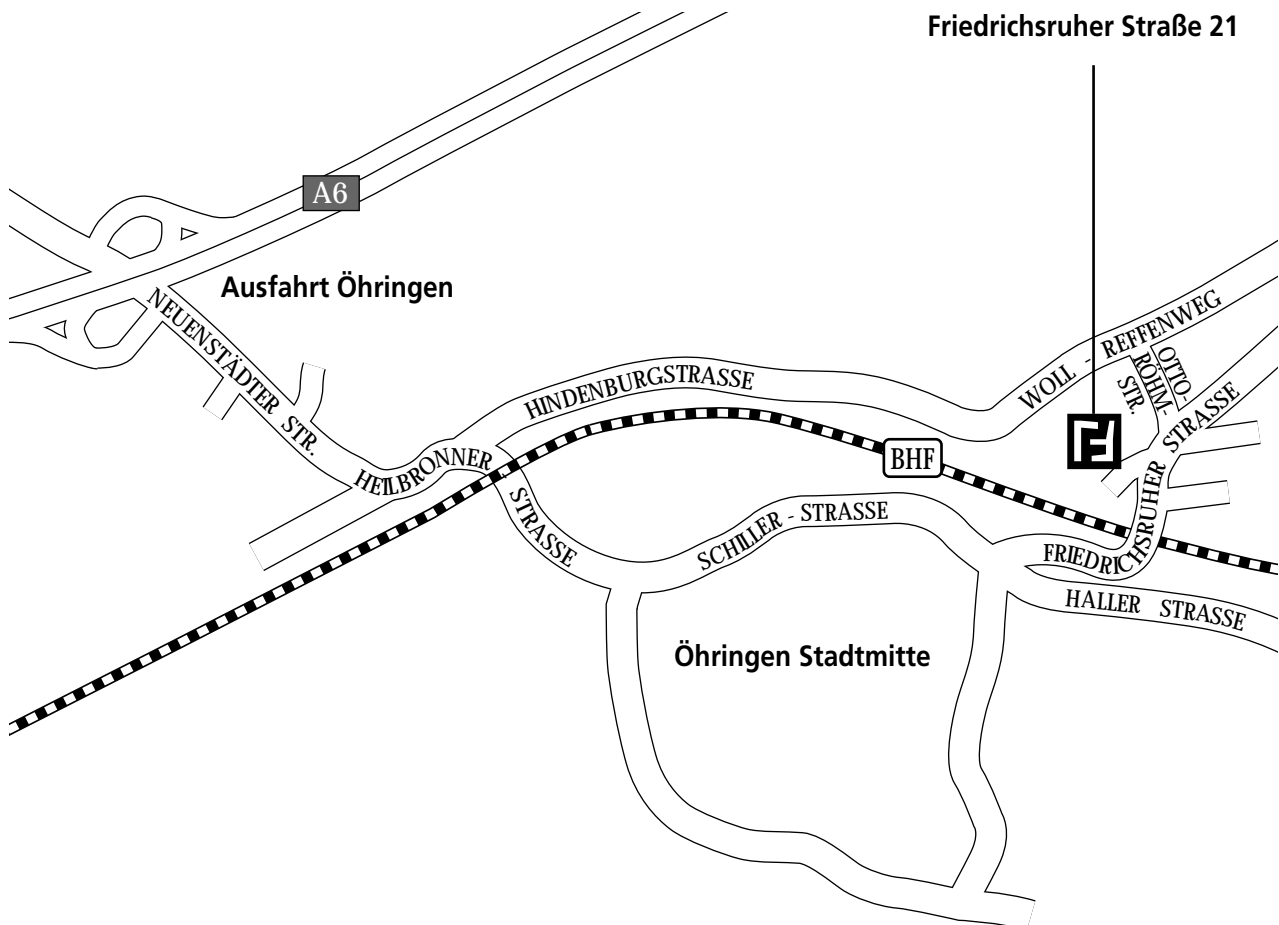 Friedrichsruher Straße 21
A6
Ausfahrt Öhringen
NEUENSTÄDTER STR.
HEILBRONNER STRASSE
HINDENBURGSTRASSE
WOLL - REFFENWEG
OTTO-
RÖHM-
STR.
BHF
SCHILLER - STRASSE
FRIEDRICHSRUHER STRASSE
HALLER STRASSE
Öhringen Stadtmitte